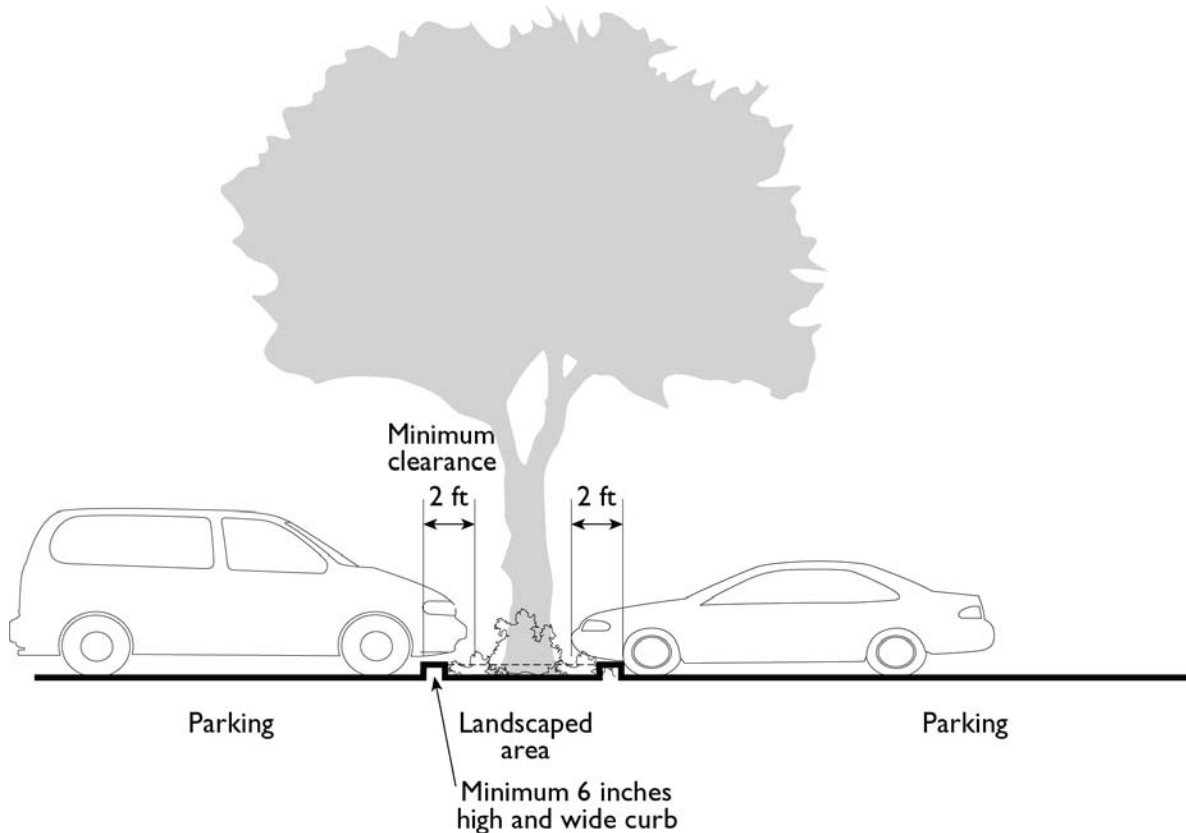 Minimum
clearance
2 ft
2 ft
Parking
Landscaped
area
Parking
Minimum 6 inches
high and wide curb